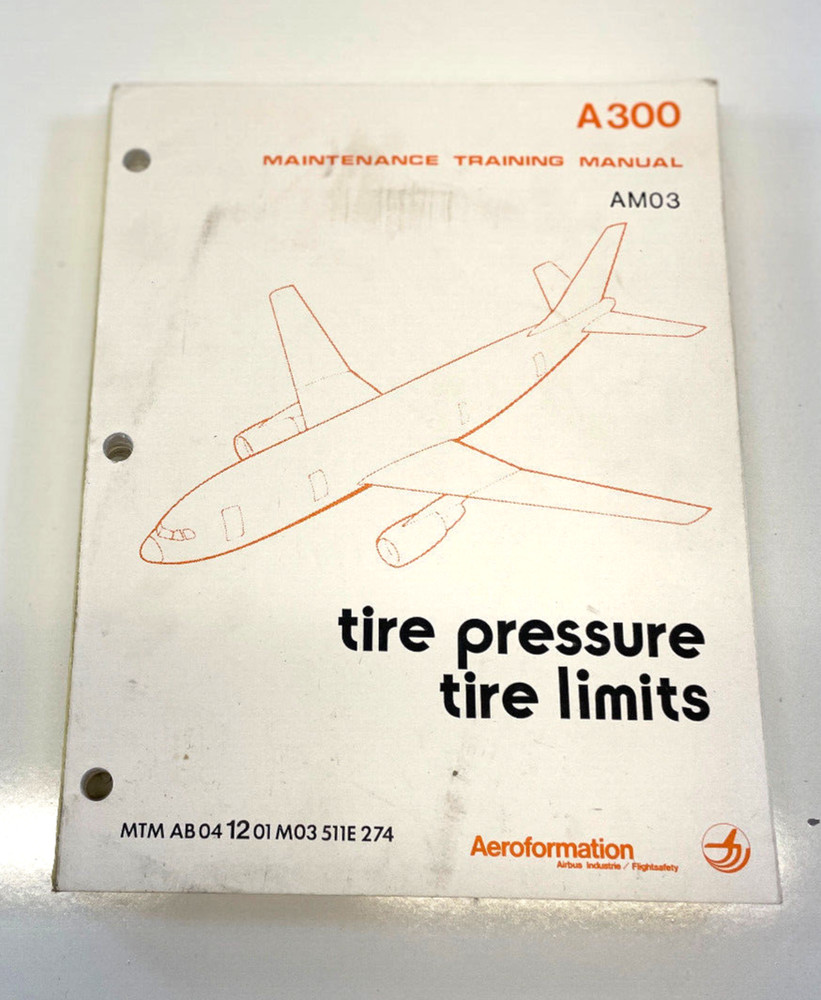 A300
MAINTENANCE TRAINING MANUAL
AM03
tire pressure
tire limits
MTM AB 04 12 01 M03 511E 274
Aeroformation
Airbus Industrie / Flightsafety